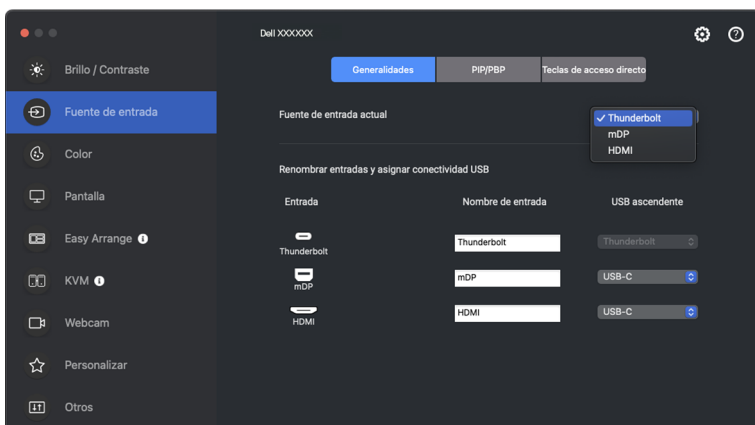 Dell XXXXXX
Brillo / Contraste
Generalidades PIP/PBP Teclas de acceso directo
Fuente de entrada
Fuente de entrada actual
✓ Thunderbolt
mDP
HDMI
Color
Renombrar entradas y asignar conectividad USB
Pantalla
Entrada Nombre de entrada USB ascendente
Easy Arrange
Thunderbolt Thunderbolt Thunderbolt
KVM
mDP mDP USB-C
Webcam
HDMI HDMI USB-C
Personalizar
Otros